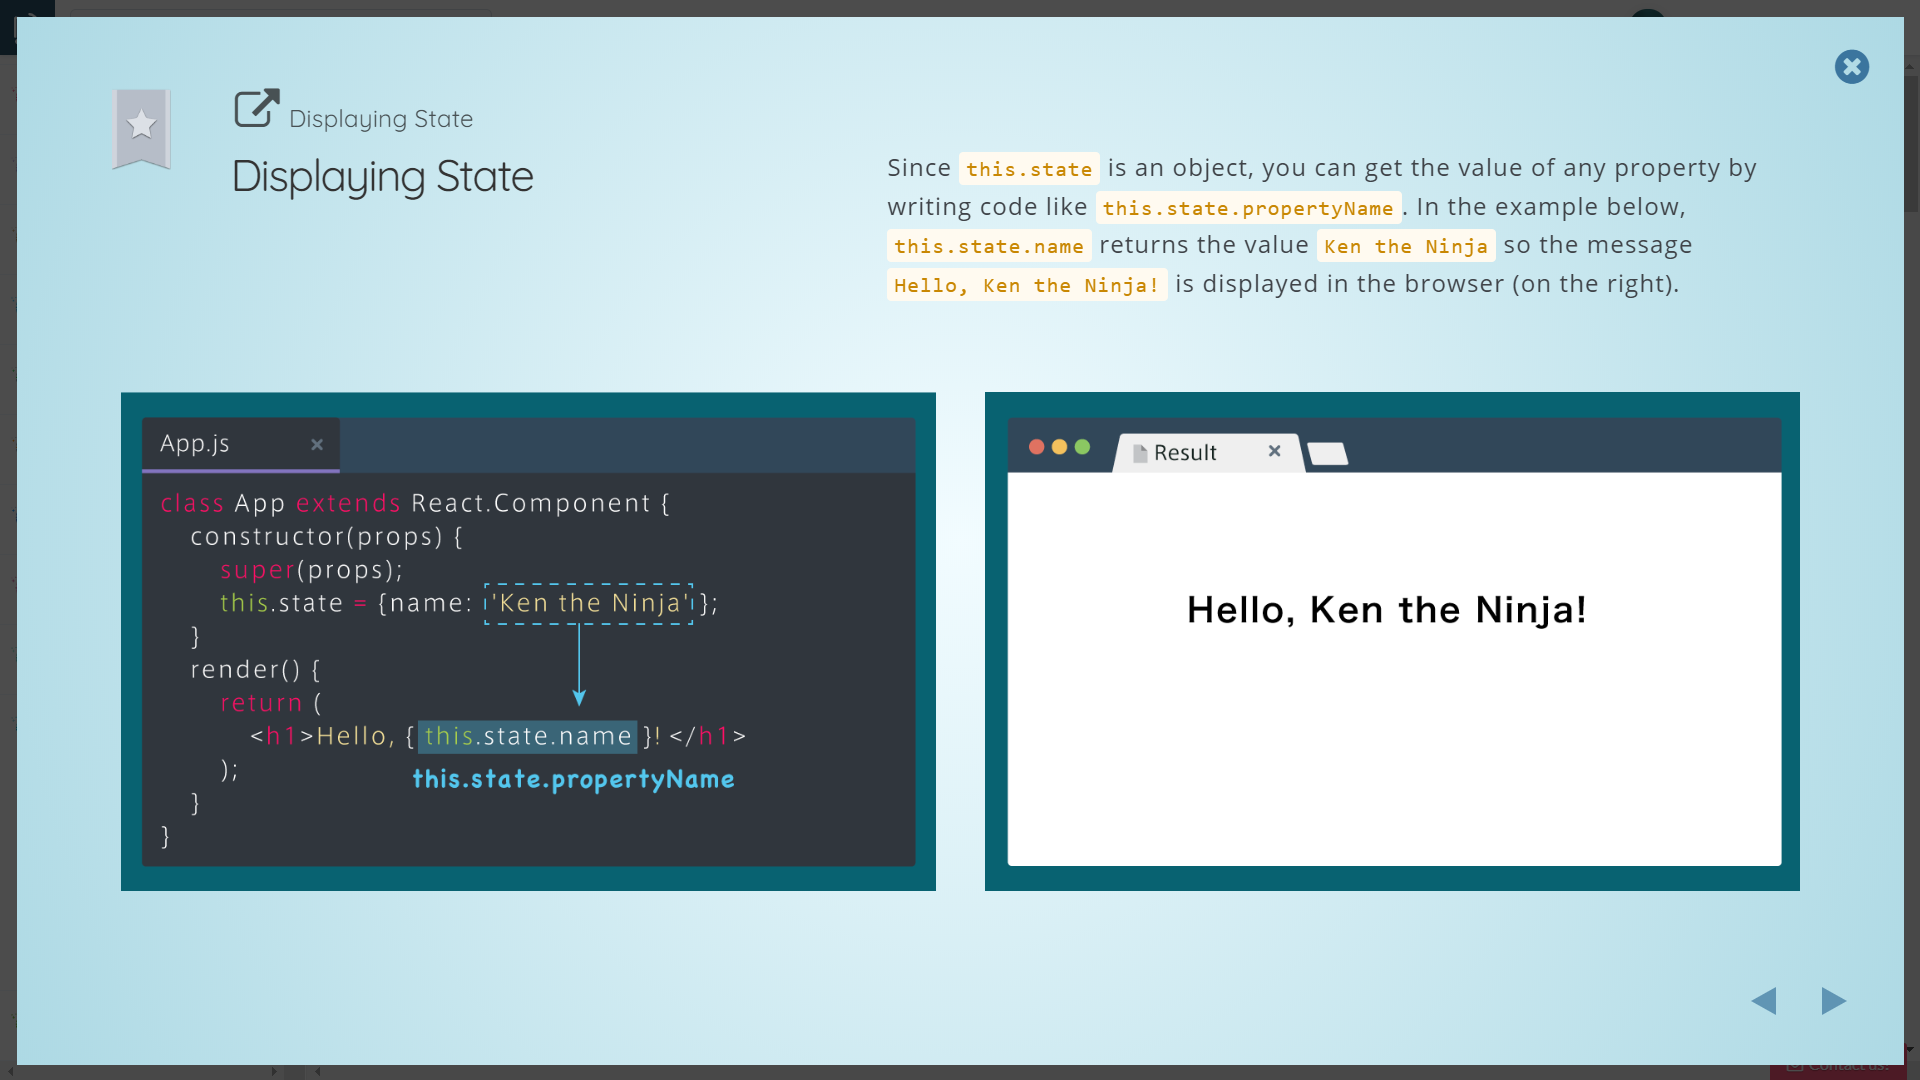 Displaying State
Displaying State
Since this.state is an object, you can get the value of any property by
writing code like this.state.propertyName. In the example below,
this.state.name returns the value Ken the Ninja so the message
Hello, Ken the Ninja! is displayed in the browser (on the right).
App.js
class App extends React.Component {
constructor(props) {
super(props);
this.state = {name: 'Ken the Ninja'};
}
render() {
return (
<h1>Hello, {this.state.name}!</h1>
);
this.state.propertyName
}
}
Result
Hello, Ken the Ninja!
Contact us!